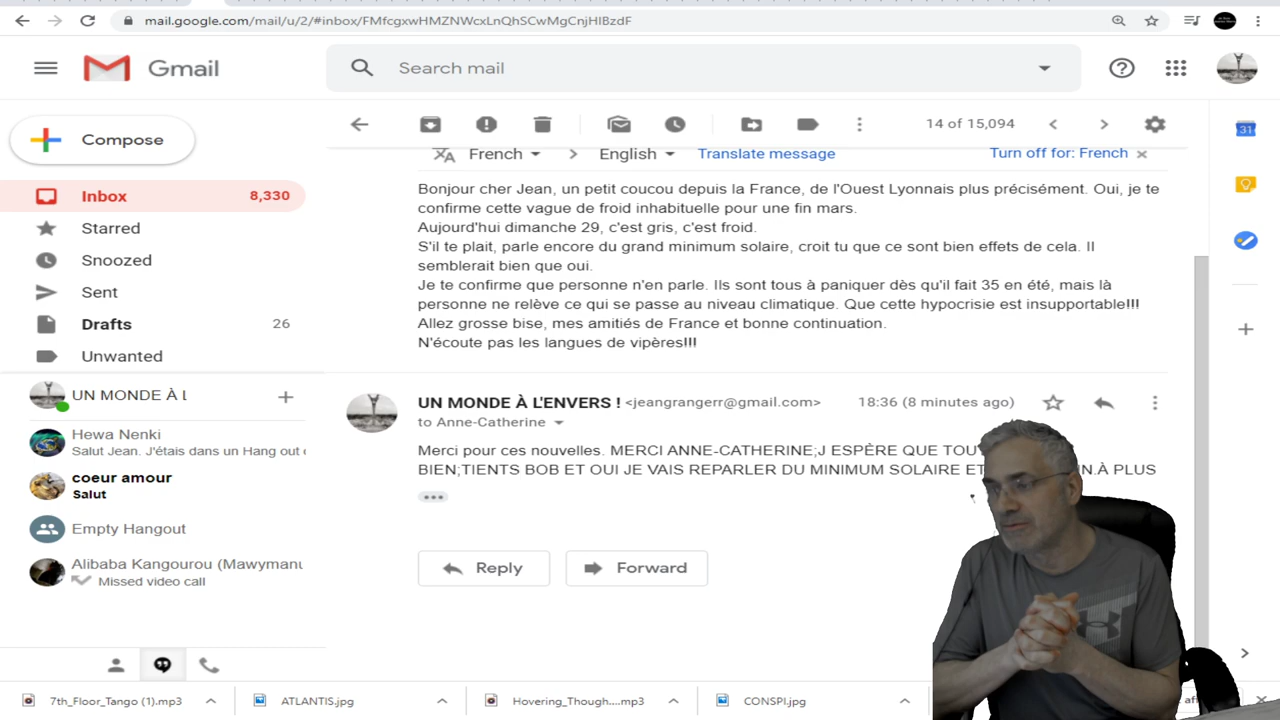 mail.google.com/mail/u/2/#inbox/FMfcgxwHMZNWcxLnQhSCwMgCnjHlBzdF
Gmail
Search mail
Compose
14 of 15,094
French
English
Translate message
Turn off for: French
Inbox 8,330
Starred
Snoozed
Sent
Drafts 26
Unwanted
Bonjour cher Jean, un petit coucou depuis la France, de l'Ouest Lyonnais plus précisément. Oui, je te
confirme cette vague de froid inhabituelle pour une fin mars.
Aujourd'hui dimanche 29, c'est gris, c'est froid.
S'il te plait, parle encore du grand minimum solaire, croit tu que ce sont bien effets de cela. Il
semblerait bien que oui.
Je te confirme que personne n'en parle. Ils sont tous à paniquer dès qu'il fait 35 en été, mais là
personne ne relève ce qui se passe au niveau climatique. Que cette hypocrisie est insupportable!!!
Allez grosse bise, mes amitiés de France et bonne continuation.
N'écoute pas les langues de vipères!!!
UN MONDE À L
Hewa Nenki
Salut Jean. J'étais dans un Hang out
coeur amour
Salut
Empty Hangout
Alibaba Kangourou (Mawymanu
Missed video call
UN MONDE À L'ENVERS ! <jeangrangerr@gmail.com>
18:36 (8 minutes ago)
to Anne-Catherine
Merci pour ces nouvelles. MERCI ANNE-CATHERINE;J ESPÈRE QUE TOU
BIEN;TIENTS BOB ET OUI JE VAIS REPARLER DU MINIMUM SOLAIRE ET N.À PLUS
Reply
Forward
7th_Floor_Tango (1).mp3
ATLANTIS.jpg
Hovering_Though....mp3
CONSPI.jpg
31